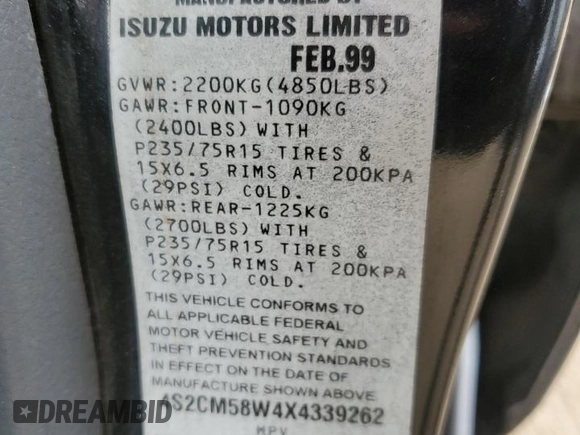 MANUFACTURED BY
ISUZU MOTORS LIMITED
FEB.99
GVWR:2200KG(4850LBS)
GAWR:FRONT-1090KG
(2400LBS) WITH
P235/75R15 TIRES &
15X6.5 RIMS AT 200KPA
(29PSI) COLD.
GAWR:REAR-1225KG
(2700LBS) WITH
P235/75R15 TIRES &
15X6.5 RIMS AT 200KPA
(29PSI) COLD.
THIS VEHICLE CONFORMS TO
ALL APPLICABLE FEDERAL
MOTOR VEHICLE SAFETY AND
THEFT PREVENTION STANDARDS
IN EFFECT ON THE DATE OF
MANUFACTURE SHOWN ABOVE
4S2CM58W4X4339262
MPV
DREAMBID